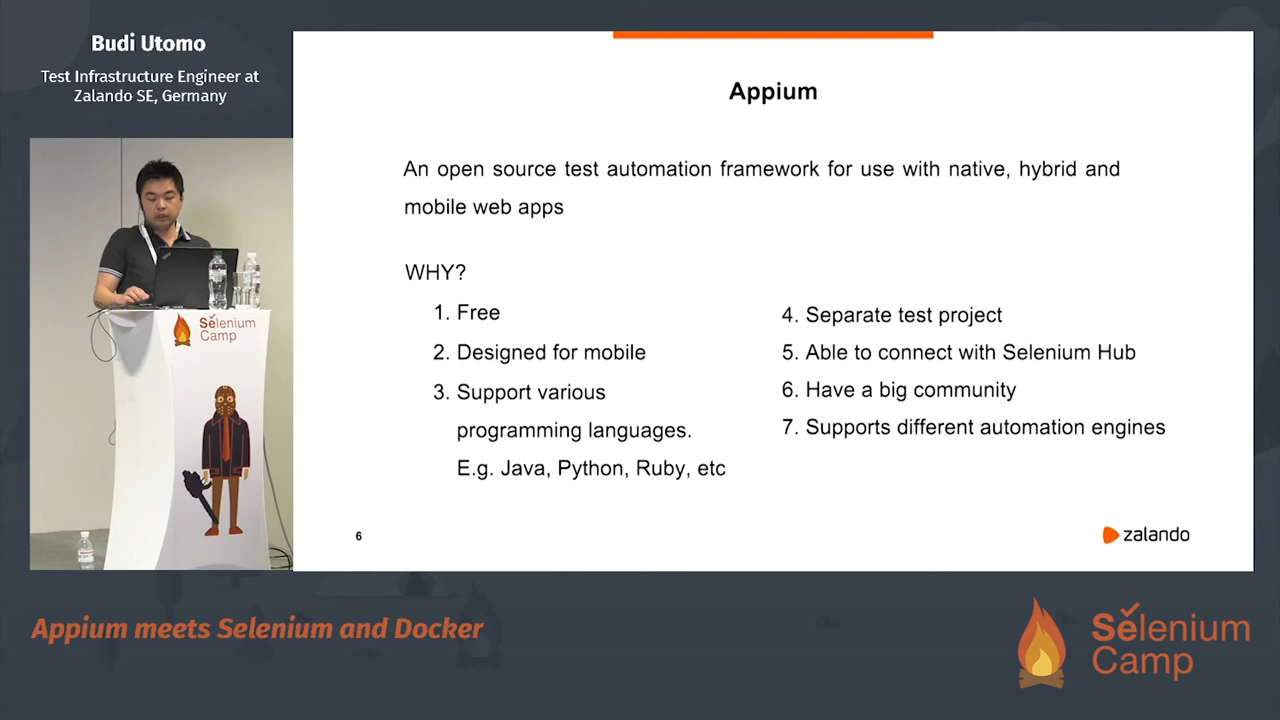 Budi Utomo
Test Infrastructure Engineer at
Zalando SE, Germany
Selenium
Camp
Appium
An open source test automation framework for use with native, hybrid and
mobile web apps
WHY?
1. Free
2. Designed for mobile
3. Support various
programming languages.
E.g. Java, Python, Ruby, etc
4. Separate test project
5. Able to connect with Selenium Hub
6. Have a big community
7. Supports different automation engines
6
zalando
Appium meets Selenium and Docker
Selenium
Camp